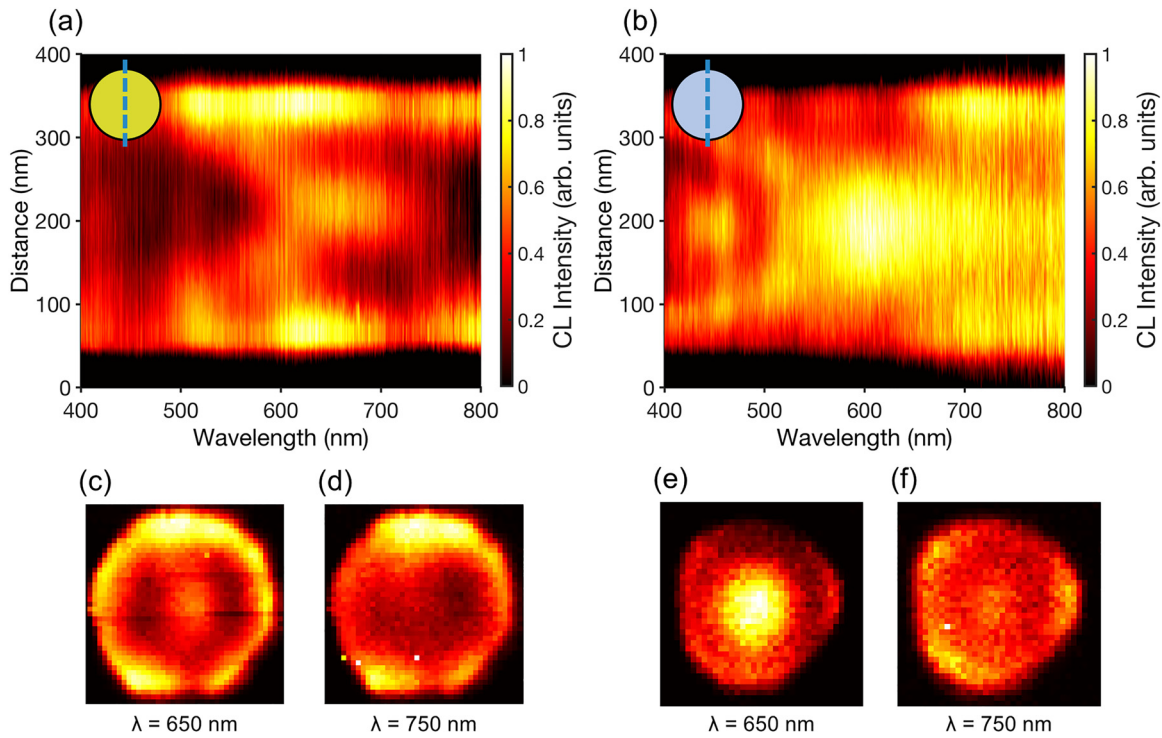 (a)
(b)
400
300
200
100
0
Distance (nm)
400 500 600 700 800
Wavelength (nm)
1
0.8
0.6
0.4
0.2
0
CL Intensity (arb. units)
400
300
200
100
0
Distance (nm)
400 500 600 700 800
Wavelength (nm)
1
0.8
0.6
0.4
0.2
0
CL Intensity (arb. units)
(c)
(d)
(e)
(f)
λ = 650 nm
λ = 750 nm
λ = 650 nm
λ = 750 nm